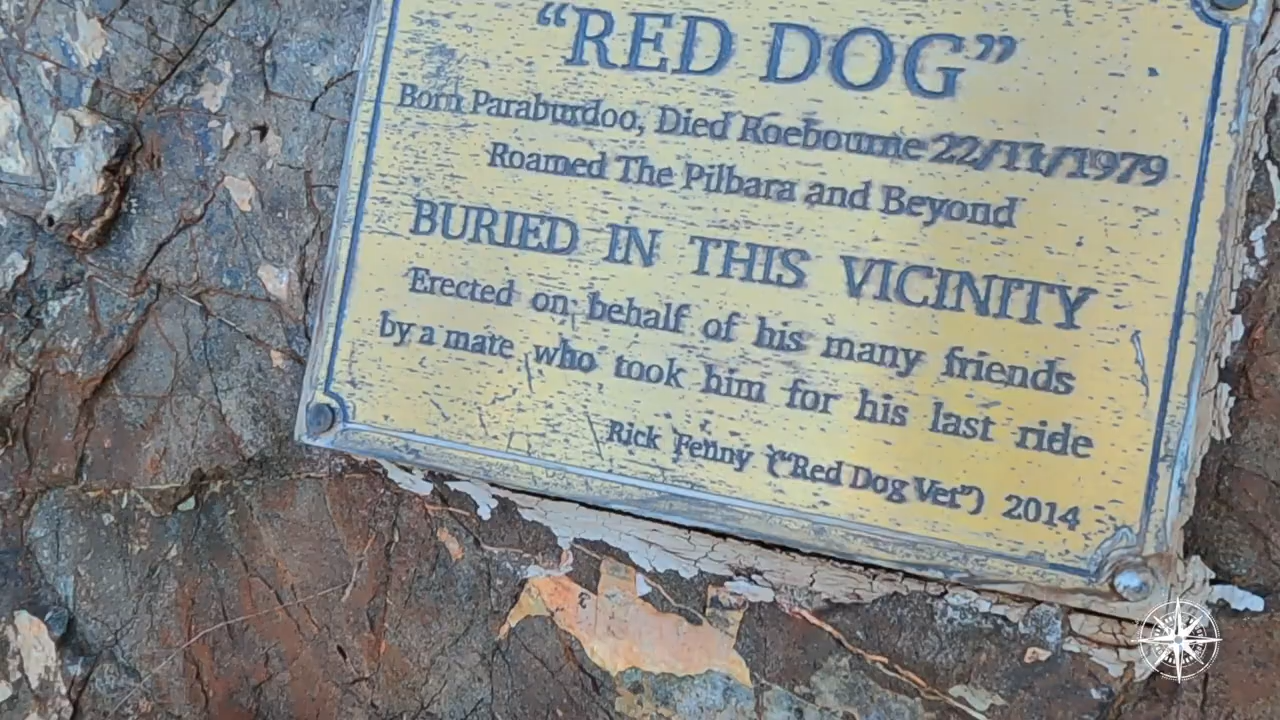 “RED DOG”
Born Paraburdoo, Died Roebourne 22/11/1979
Roamed The Pilbara and Beyond
BURIED IN THIS VICINITY
Erected on behalf of his many friends
by a mate who took him for his last ride
Rick Fenny (“Red Dog Vet”) 2014